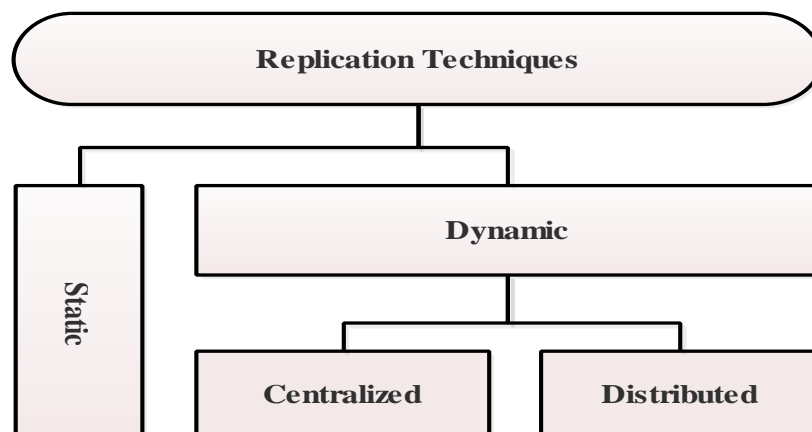 Replication Techniques
Dynamic
Static
Centralized
Distributed